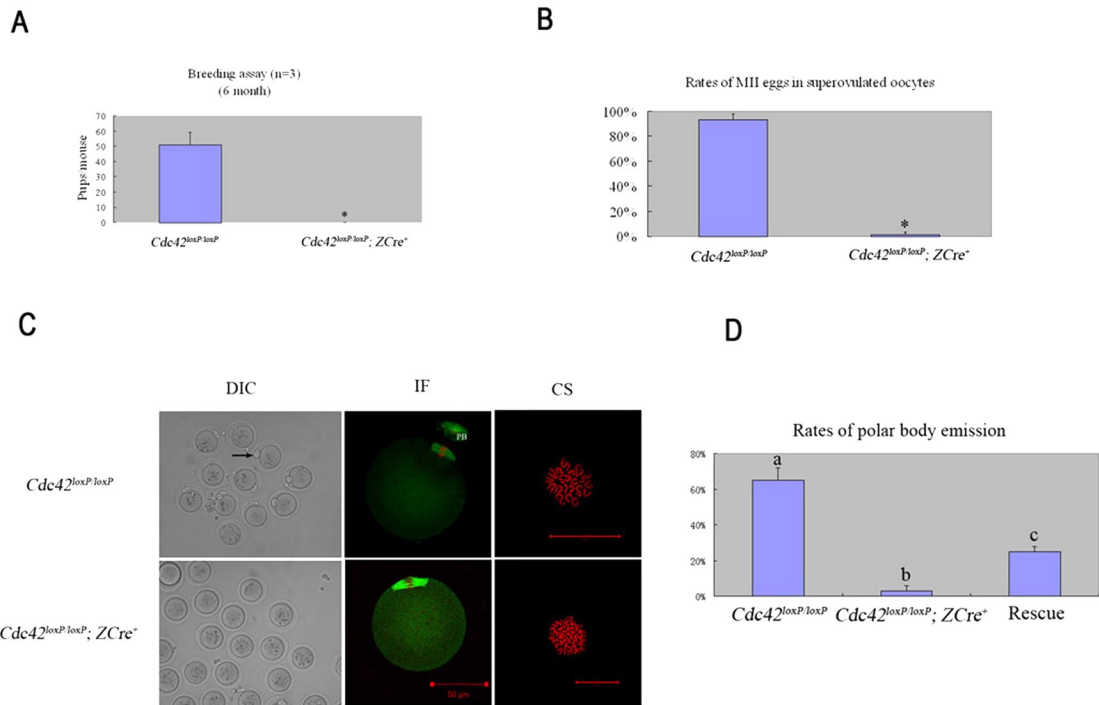 A
Breeding assay (n=3)
(6 month)
Pups/mouse
70
60
50
40
30
20
10
0
*
Cdc42loxP/loxP
Cdc42loxP/loxP; ZCre+
B
Rates of MII eggs in superovulated oocytes
100%
80%
60%
40%
20%
0%
*
Cdc42loxP/loxP
Cdc42loxP/loxP; ZCre+
C
DIC
IF
CS
Cdc42loxP/loxP
PB
Cdc42loxP/loxP; ZCre+
50 μm
D
Rates of polar body emission
80%
60%
40%
20%
0%
a
b
c
Cdc42loxP/loxP
Cdc42loxP/loxP; ZCre+
Rescue